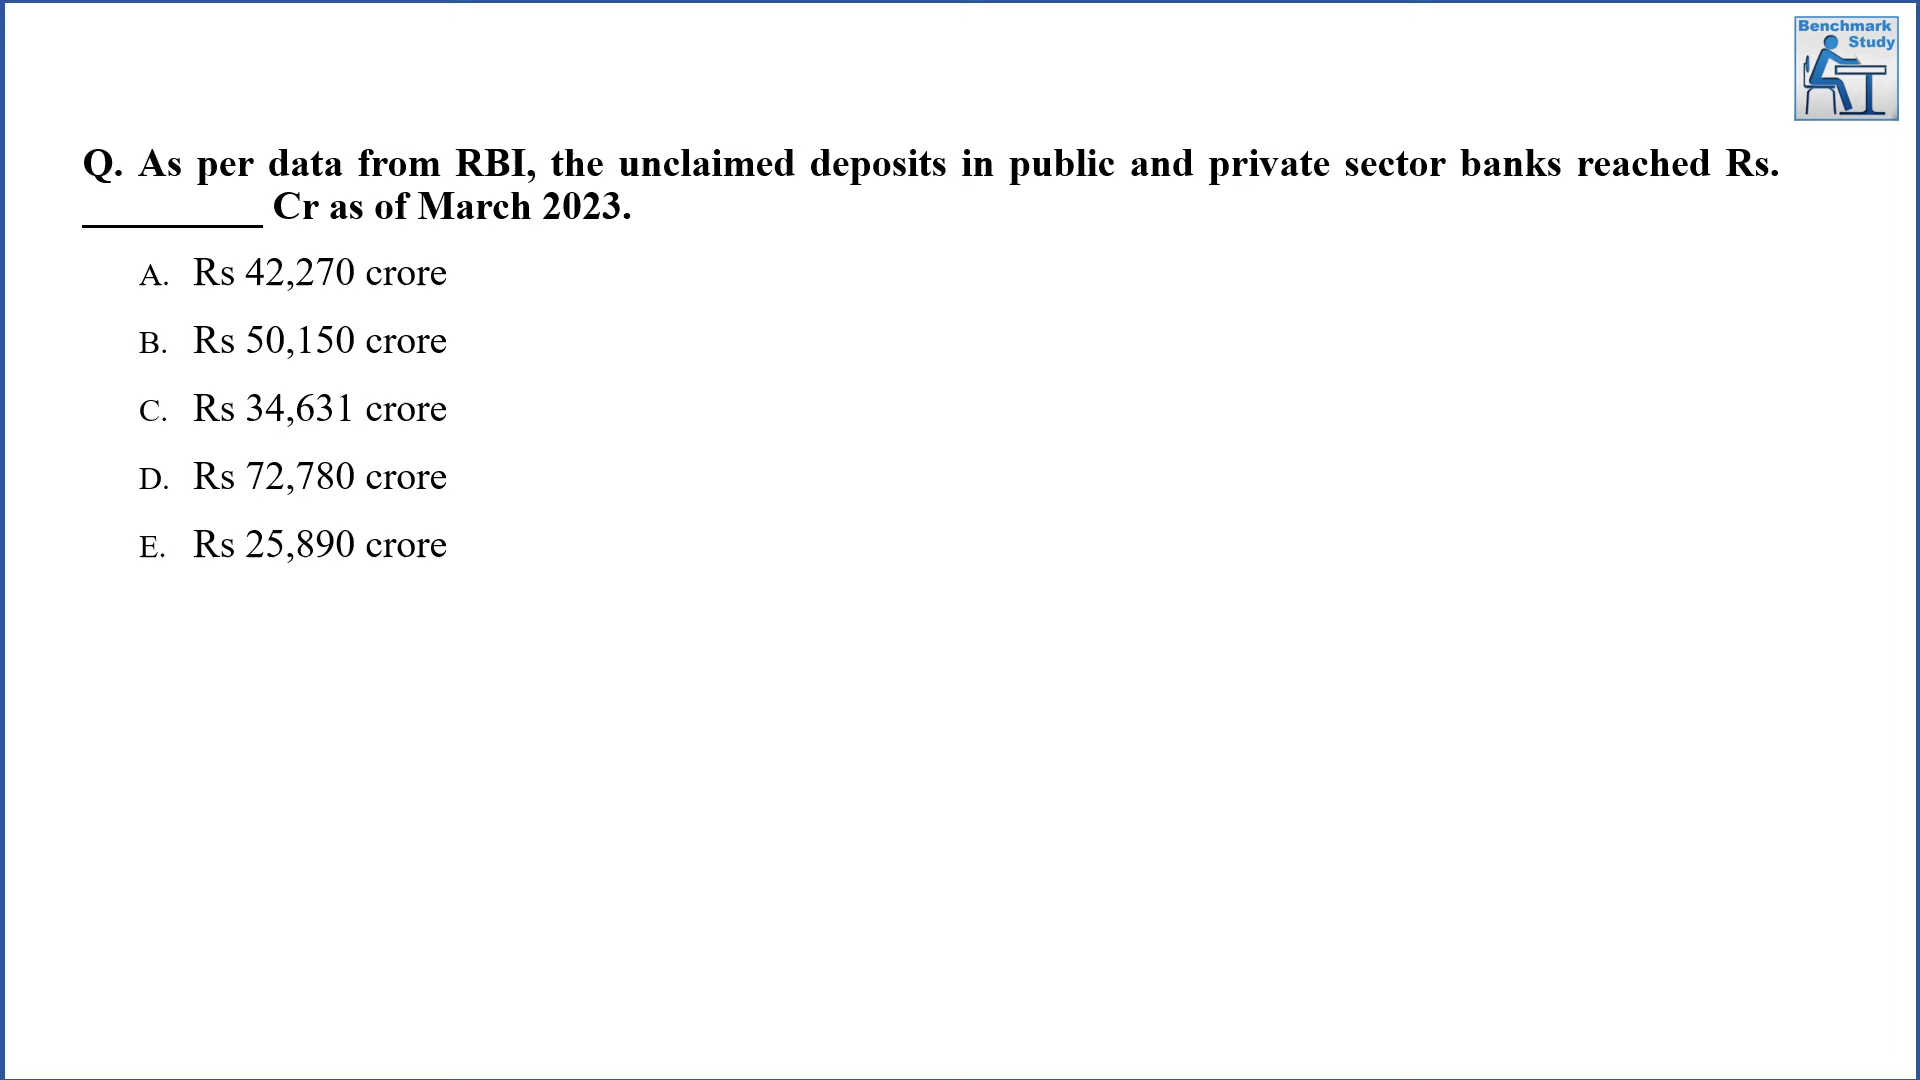 Benchmark
Study
Q. As per data from RBI, the unclaimed deposits in public and private sector banks reached Rs.
_________ Cr as of March 2023.
A. Rs 42,270 crore
B. Rs 50,150 crore
C. Rs 34,631 crore
D. Rs 72,780 crore
E. Rs 25,890 crore